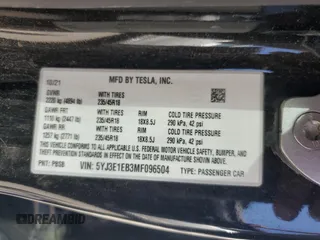 MFD BY TESLA, INC.
10/21
GVWR
2220 kg (4894 LB)
WITH TIRES
235/45R18
GAWR FRT
1110 kg (2447 LB)
WITH TIRES
235/45R18
RIM
18X8.5J
COLD TIRE PRESSURE
290 kPa, 42 psi
GAWR RR
1257 kg (2771 LB)
WITH TIRES
235/45R18
RIM
18X8.5J
COLD TIRE PRESSURE
290 kPa, 42 psi
THIS VEHICLE CONFORMS TO ALL APPLICABLE
U.S. FEDERAL MOTOR VEHICLE SAFETY, BUMPER, AND
THEFT PREVENTION STANDARDS IN EFFECT ON THE DATE OF
MANUFACTURE SHOWN ABOVE.
PNT: PBSB
VIN: 5YJ3E1EB3MF096504
TYPE: PASSENGER CAR
DREAMBID